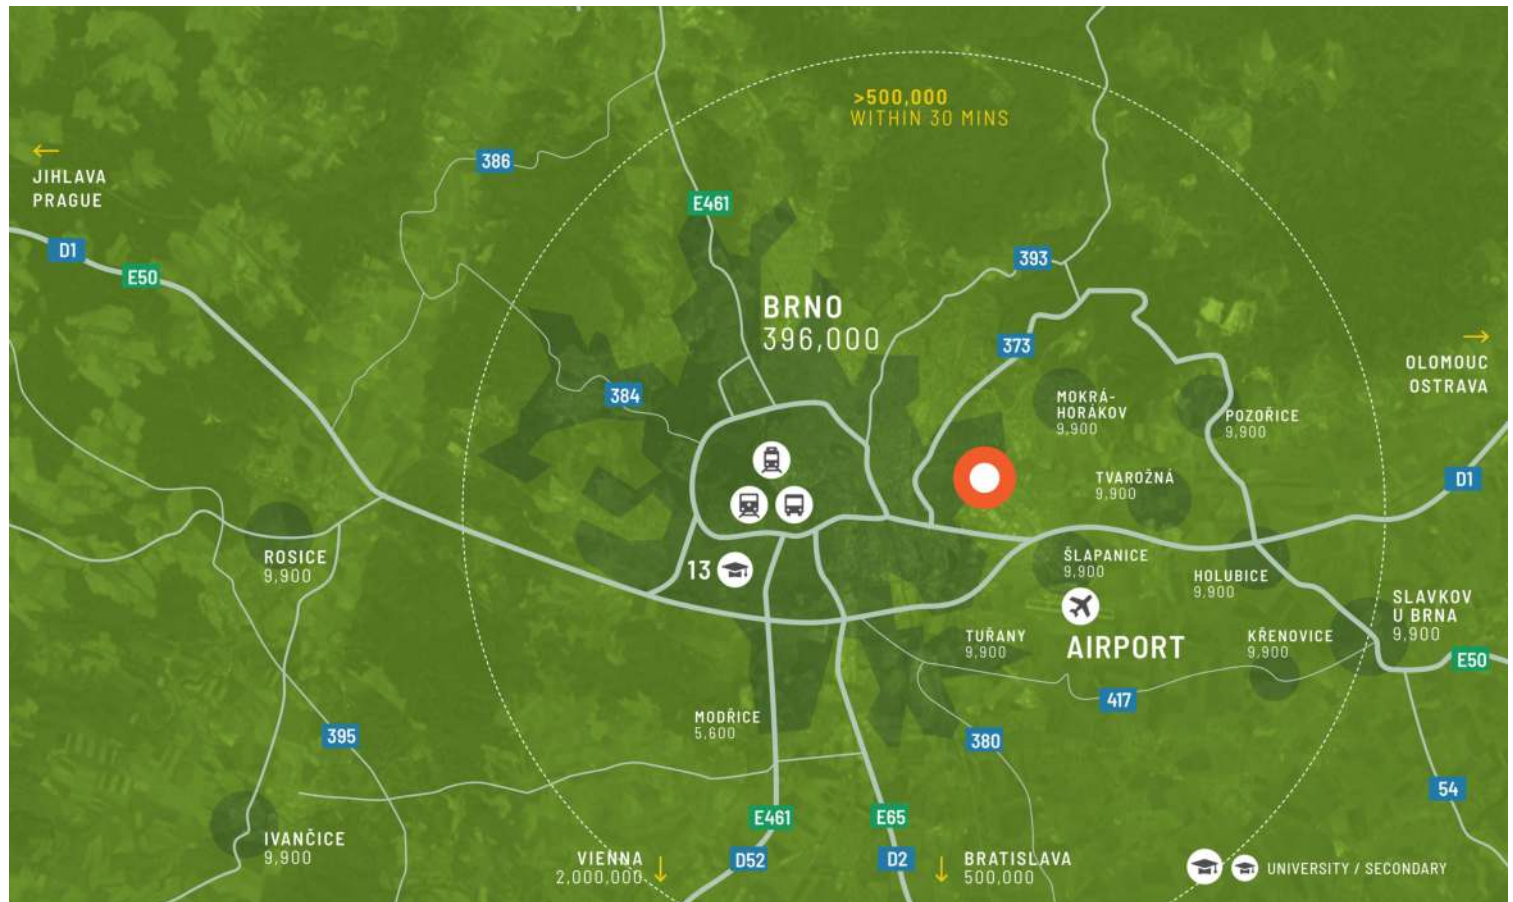 >500,000
WITHIN 30 MINS
←
JIHLAVA
PRAGUE
386
E461
D1
E50
393
BRNO
396,000
373
→
OLOMOUC
OSTRAVA
384
MOKRÁ-
HORÁKOV
9,900
POZOŘICE
9,900
TVAROŽNÁ
9,900
D1
ROSICE
9,900
13
ŠLAPANICE
9,900
HOLUBICE
9,900
SLAVKOV
U BRNA
9,900
TUŘANY
9,900
AIRPORT
KŘENOVICE
9,900
E50
417
MODŘICE
5,600
395
380
54
E461
E65
IVANČICE
9,900
VIENNA
2,000,000
↓
D52
D2
↓
BRATISLAVA
500,000
UNIVERSITY / SECONDARY